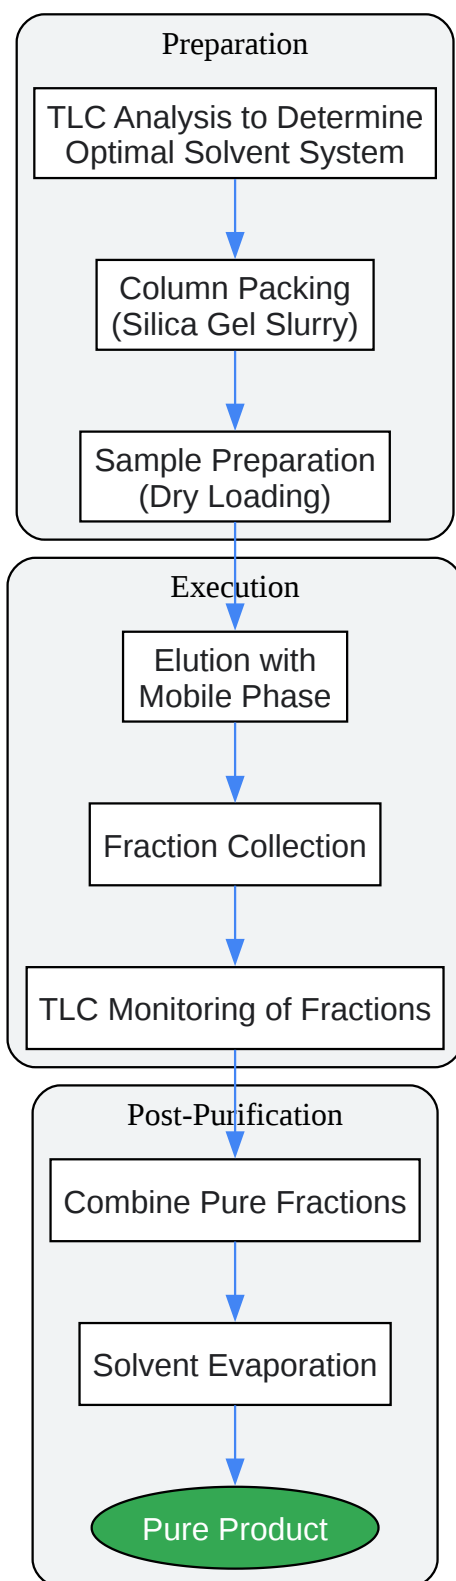 Preparation
TLC Analysis to Determine
Optimal Solvent System
Column Packing
(Silica Gel Slurry)
Sample Preparation
(Dry Loading)
Execution
Elution with
Mobile Phase
Fraction Collection
TLC Monitoring of Fractions
Post-Purification
Combine Pure Fractions
Solvent Evaporation
Pure Product